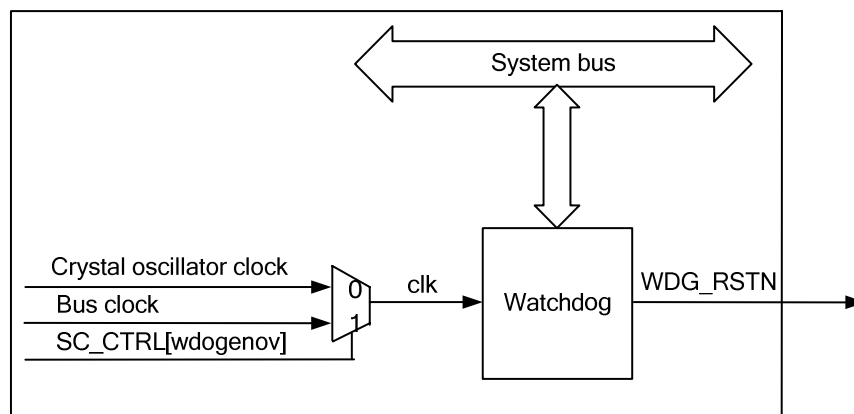 System bus
Crystal oscillator clock
0
clk
WDG_RSTN
Bus clock
Watchdog
1
SC_CTRL[wdogenov]